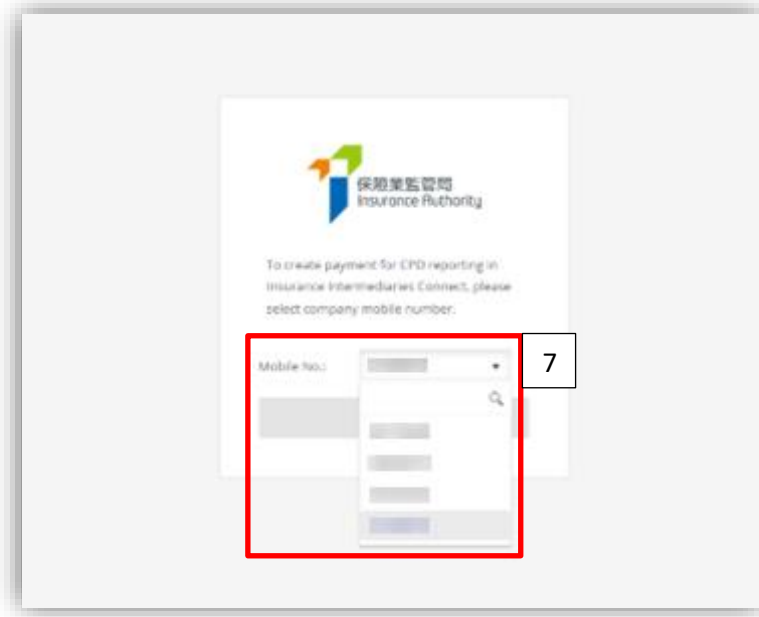 保險業監管局
Insurance Authority
To create payment for CPD reporting in
Insurance Intermediaries Connect, please
select company mobile number.
Mobile No.:
7